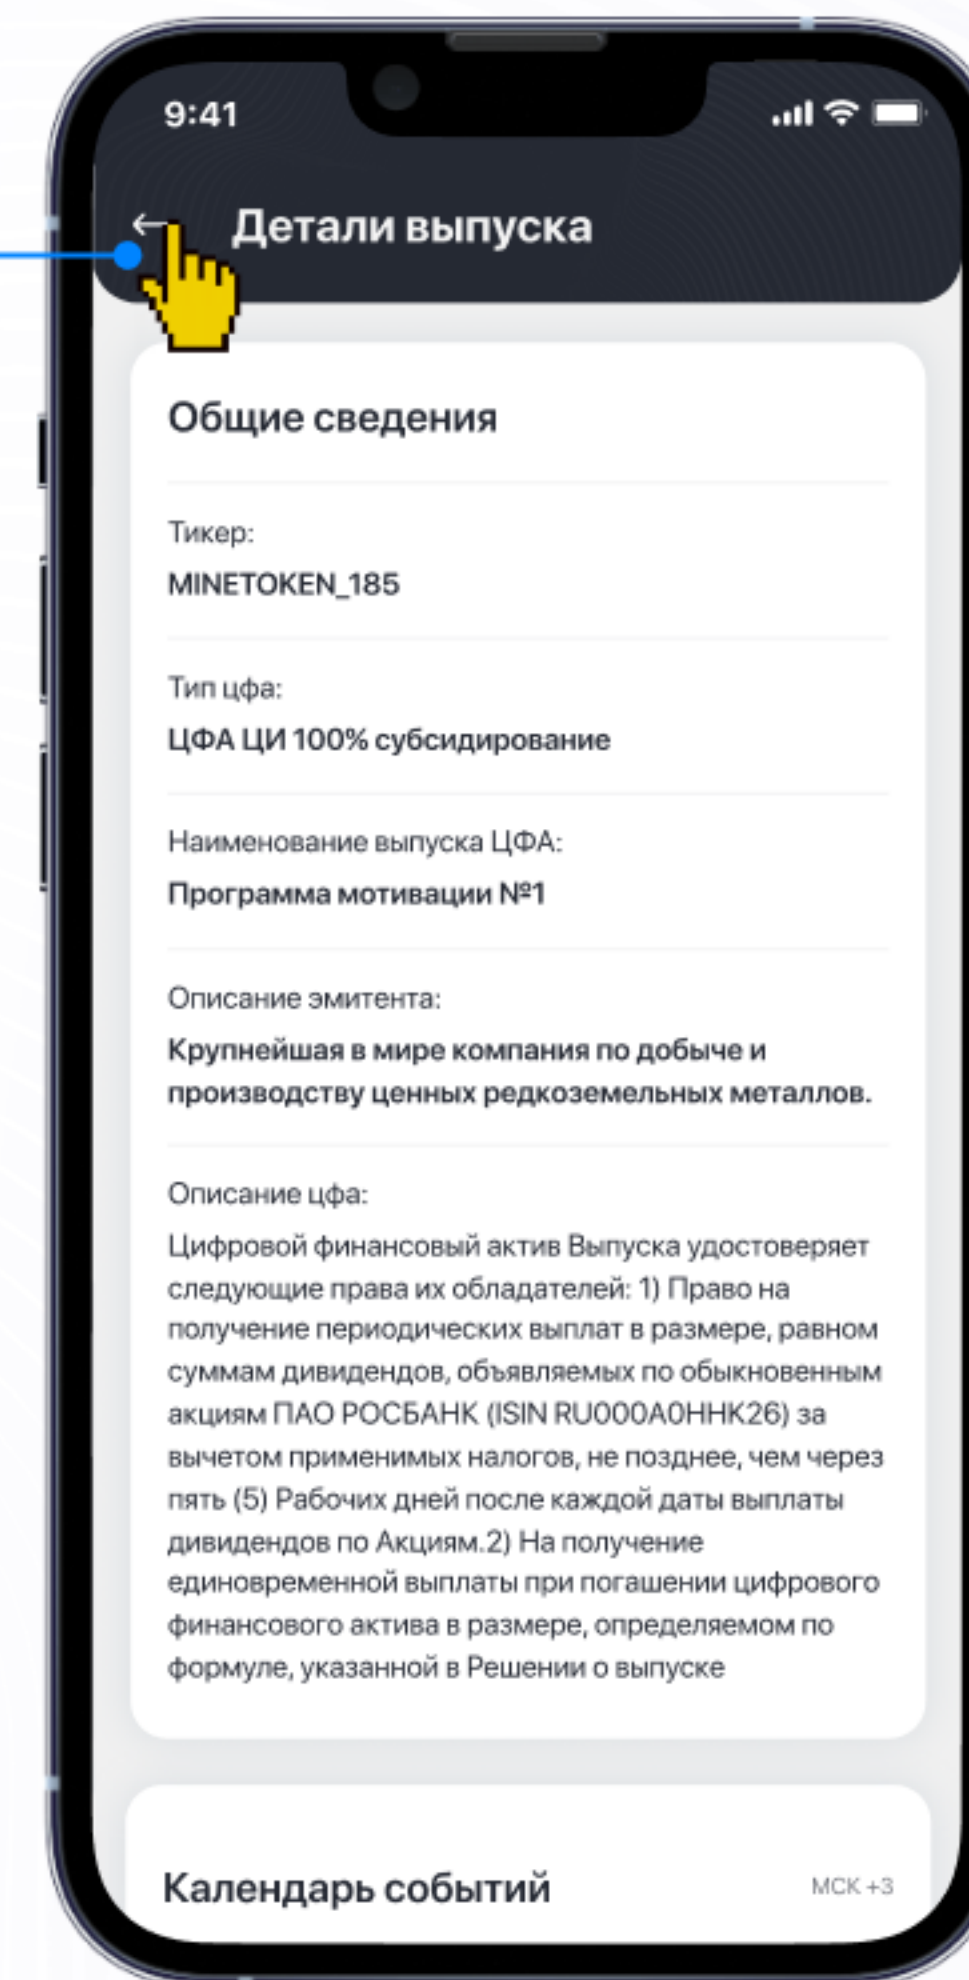 9:41
Детали выпуска
Общие сведения
Тикер:
MINETOKEN_185
Тип цфа:
ЦФА ЦИ 100% субсидирование
Наименование выпуска ЦФА:
Программа мотивации №1
Описание эмитента:
Крупнейшая в мире компания по добыче и
производству ценных редкоземельных металлов.
Описание цфа:
Цифровой финансовый актив Выпуска удостоверяет
следующие права их обладателей: 1) Право на
получение периодических выплат в размере, равном
суммам дивидендов, объявляемых по обыкновенным
акциям ПАО РОСБАНК (ISIN RU000A0HHK26) за
вычетом применимых налогов, не позднее, чем через
пять (5) Рабочих дней после каждой даты выплаты
дивидендов по Акциям.2) На получение
единовременной выплаты при погашении цифрового
финансового актива в размере, определяемом по
формуле, указанной в Решении о выпуске
Календарь событий
МСК +3